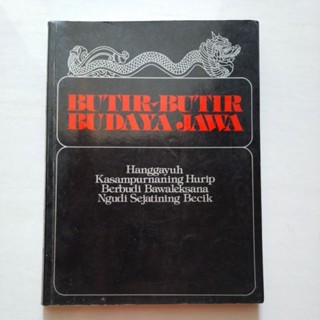 BUTIR-BUTIR
BUDAYA JAWA
Hanggayuh
Kasampurnaning Hurip
Berbudi Bawaleksana
Ngudi Sejatining Becik